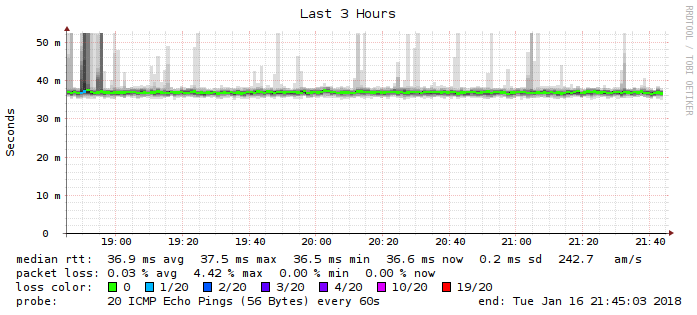 Last 3 Hours
RRDTOOL / TOBI OETIKER
Seconds
50 m
40 m
30 m
20 m
10 m
0
19:00 19:20 19:40 20:00 20:20 20:40 21:00 21:20 21:40
median rtt: 36.9 ms avg 37.5 ms max 36.5 ms min 36.6 ms now 0.2 ms sd 242.7 am/s
packet loss: 0.03 % avg 4.42 % max 0.00 % min 0.00 % now
loss color: 0 1/20 2/20 3/20 4/20 10/20 19/20
probe: 20 ICMP Echo Pings (56 Bytes) every 60s end: Tue Jan 16 21:45:03 2018